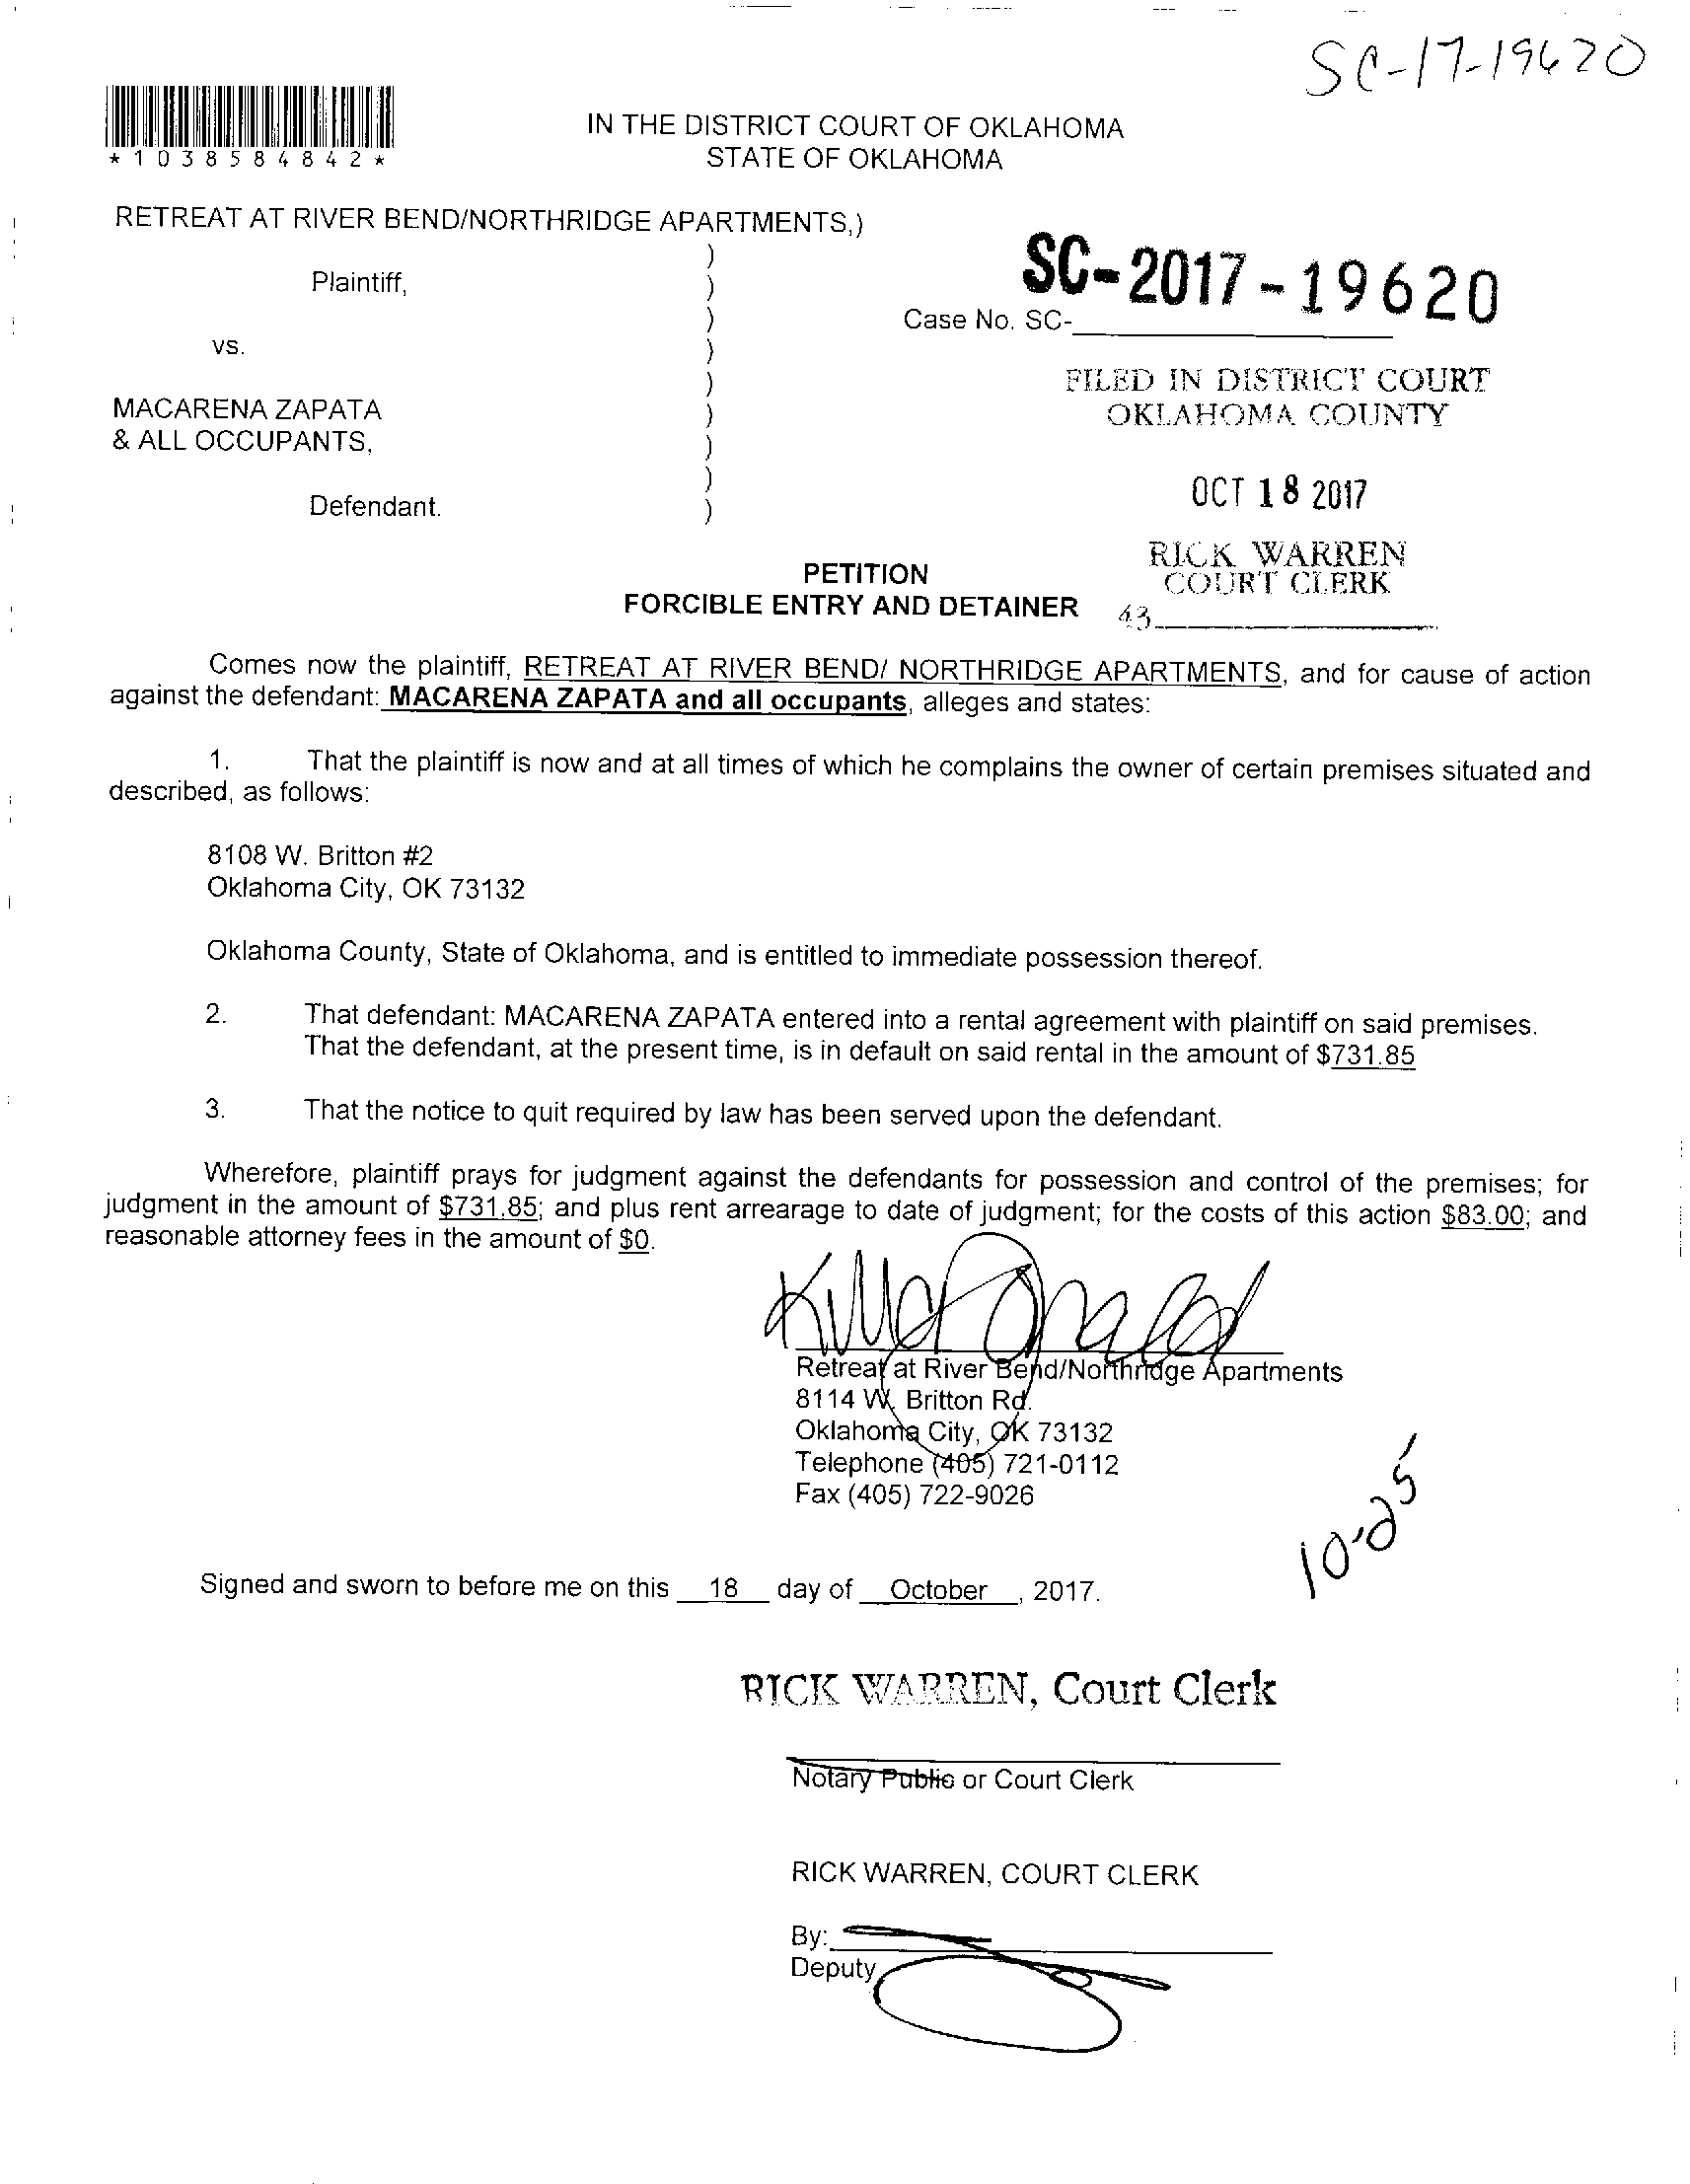 SC-17-19620
*1038584842*
IN THE DISTRICT COURT OF OKLAHOMA
STATE OF OKLAHOMA
RETREAT AT RIVER BEND/NORTHRIDGE APARTMENTS,)
)
Plaintiff, )
)
vs. )
)
MACARENA ZAPATA )
& ALL OCCUPANTS, )
)
Defendant. )
SC-2017-19620
Case No. SC-
FILED IN DISTRICT COURT
OKLAHOMA COUNTY
OCT 18 2017
RICK WARREN
COURT CLERK
43
PETITION
FORCIBLE ENTRY AND DETAINER
Comes now the plaintiff, RETREAT AT RIVER BEND/ NORTHRIDGE APARTMENTS, and for cause of action
against the defendant: MACARENA ZAPATA and all occupants, alleges and states:
1. That the plaintiff is now and at all times of which he complains the owner of certain premises situated and
described, as follows:
8108 W. Britton #2
Oklahoma City, OK 73132
Oklahoma County, State of Oklahoma, and is entitled to immediate possession thereof.
2. That defendant: MACARENA ZAPATA entered into a rental agreement with plaintiff on said premises.
That the defendant, at the present time, is in default on said rental in the amount of $731.85
3. That the notice to quit required by law has been served upon the defendant.
Wherefore, plaintiff prays for judgment against the defendants for possession and control of the premises; for
judgment in the amount of $731.85; and plus rent arrearage to date of judgment; for the costs of this action $83.00; and
reasonable attorney fees in the amount of $0.
Retreat at River Bend/Northridge Apartments
8114 W. Britton Rd.
Oklahoma City, OK 73132
Telephone (405) 721-0112
Fax (405) 722-9026
10-25
Signed and sworn to before me on this 18 day of October, 2017.
RICK WARREN, Court Clerk
Notary Public or Court Clerk
RICK WARREN, COURT CLERK
By:
Deputy